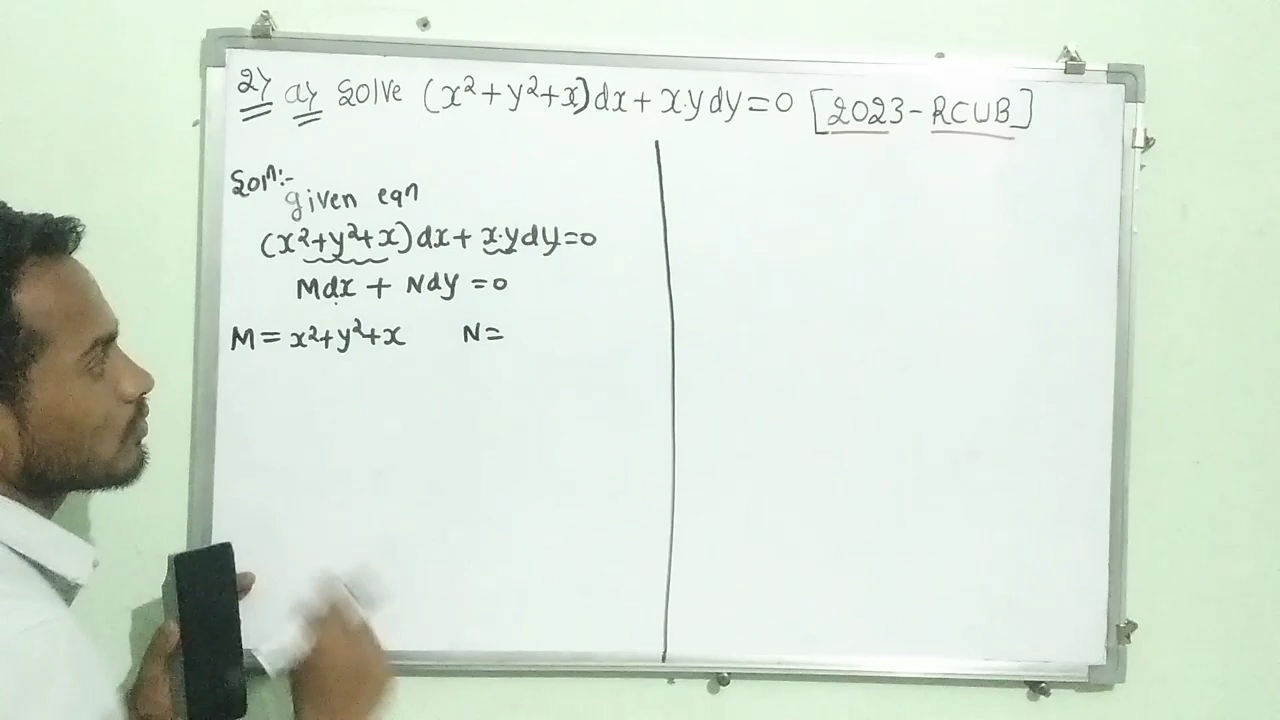 2) a) Solve (x²+y²+x)dx + x·ydy=0 [2023-RCUB]
Soln:-
given eqn
(x²+y²+x)dx + x·ydy=0
Mdx + Ndy =0
M = x²+y²+x N=